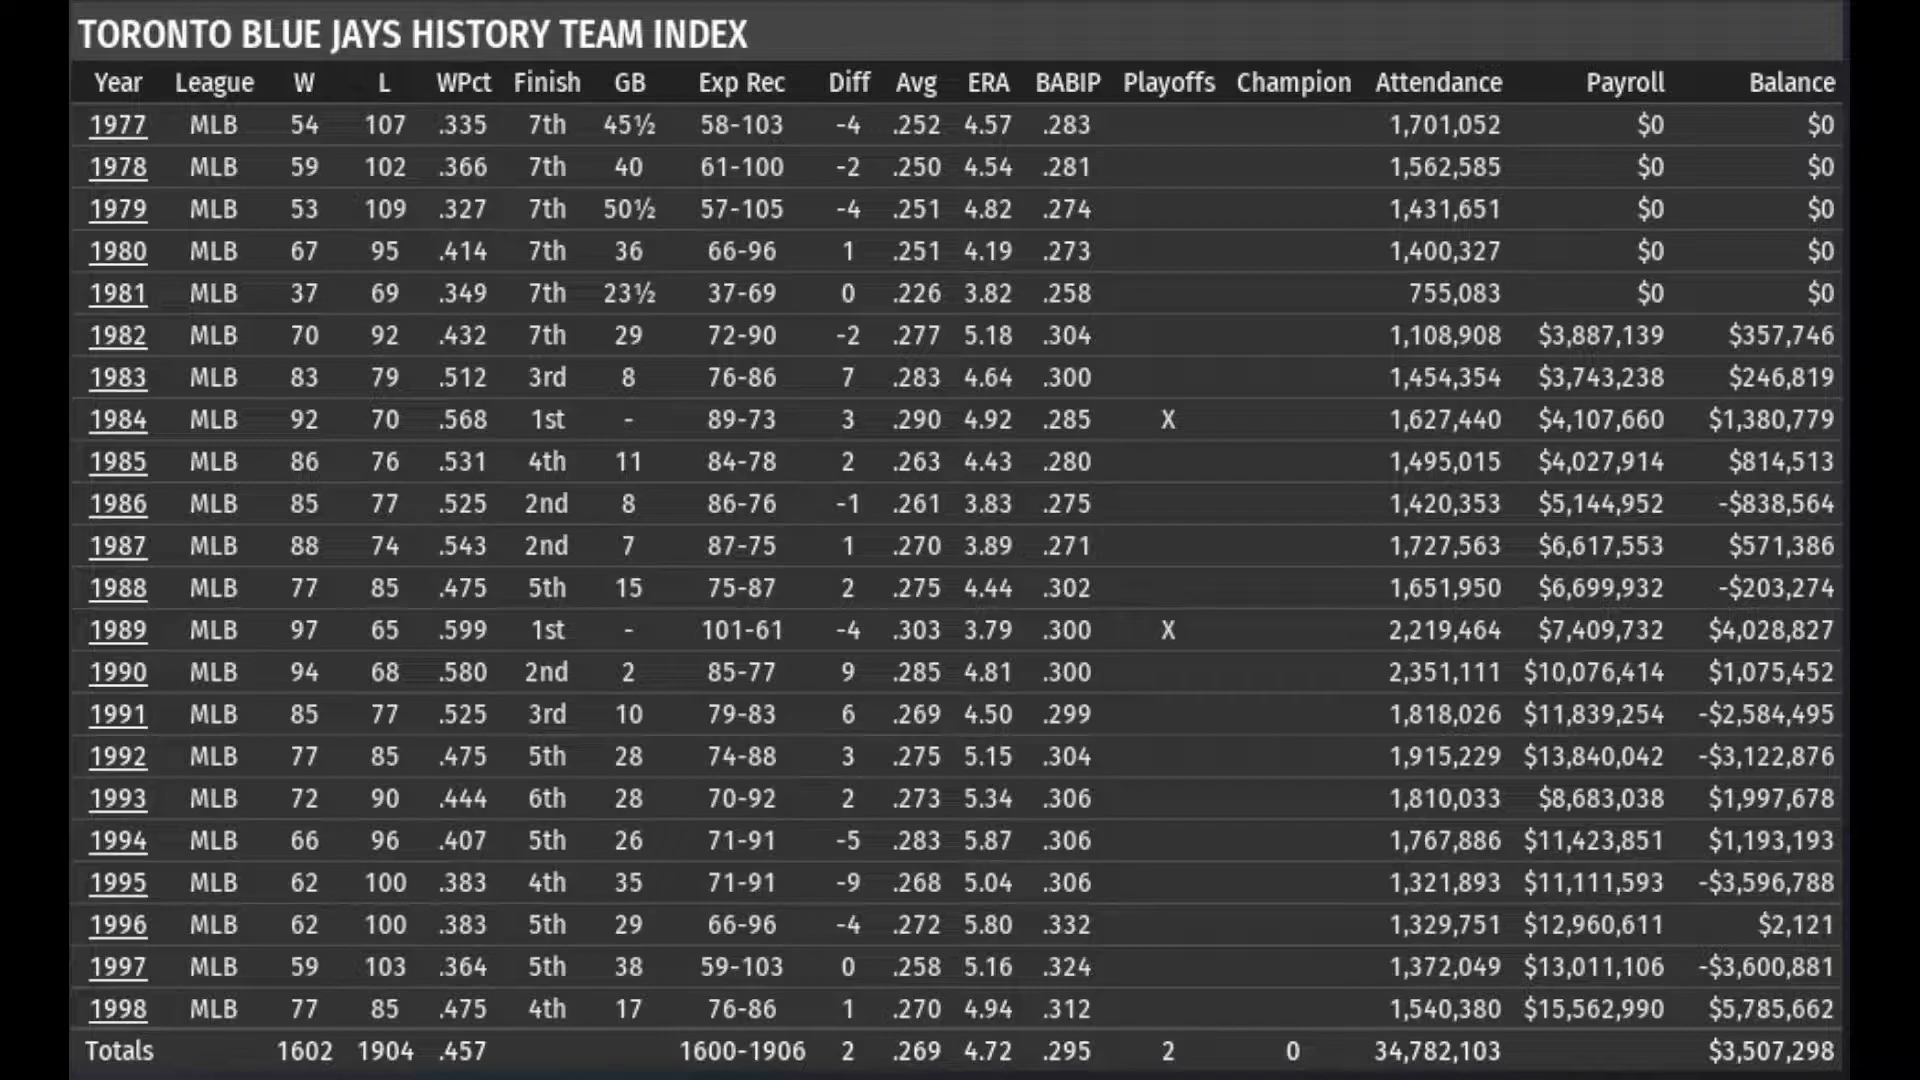 TORONTO BLUE JAYS HISTORY TEAM INDEX
Year League W L WPct Finish GB Exp Rec Diff Avg ERA BABIP Playoffs Champion Attendance Payroll Balance
1977 MLB 54 107 .335 7th 45½ 58-103 -4 .252 4.57 .283 1,701,052 $0 $0
1978 MLB 59 102 .366 7th 40 61-100 -2 .250 4.54 .281 1,562,585 $0 $0
1979 MLB 53 109 .327 7th 50½ 57-105 -4 .251 4.82 .274 1,431,651 $0 $0
1980 MLB 67 95 .414 7th 36 66-96 1 .251 4.19 .273 1,400,327 $0 $0
1981 MLB 37 69 .349 7th 23½ 37-69 0 .226 3.82 .258 755,083 $0 $0
1982 MLB 70 92 .432 7th 29 72-90 -2 .277 5.18 .304 1,108,908 $3,887,139 $357,746
1983 MLB 83 79 .512 3rd 8 76-86 7 .283 4.64 .300 1,454,354 $3,743,238 $246,819
1984 MLB 92 70 .568 1st - 89-73 3 .290 4.92 .285 X 1,627,440 $4,107,660 $1,380,779
1985 MLB 86 76 .531 4th 11 84-78 2 .263 4.43 .280 1,495,015 $4,027,914 $814,513
1986 MLB 85 77 .525 2nd 8 86-76 -1 .261 3.83 .275 1,420,353 $5,144,952 -$838,564
1987 MLB 88 74 .543 2nd 7 87-75 1 .270 3.89 .271 1,727,563 $6,617,553 $571,386
1988 MLB 77 85 .475 5th 15 75-87 2 .275 4.44 .302 1,651,950 $6,699,932 -$203,274
1989 MLB 97 65 .599 1st - 101-61 -4 .303 3.79 .300 X 2,219,464 $7,409,732 $4,028,827
1990 MLB 94 68 .580 2nd 2 85-77 9 .285 4.81 .300 2,351,111 $10,076,414 $1,075,452
1991 MLB 85 77 .525 3rd 10 79-83 6 .269 4.50 .299 1,818,026 $11,839,254 -$2,584,495
1992 MLB 77 85 .475 5th 28 74-88 3 .275 5.15 .304 1,915,229 $13,840,042 -$3,122,876
1993 MLB 72 90 .444 6th 28 70-92 2 .273 5.34 .306 1,810,033 $8,683,038 $1,997,678
1994 MLB 66 96 .407 5th 26 71-91 -5 .283 5.87 .306 1,767,886 $11,423,851 $1,193,193
1995 MLB 62 100 .383 4th 35 71-91 -9 .268 5.04 .306 1,321,893 $11,111,593 -$3,596,788
1996 MLB 62 100 .383 5th 29 66-96 -4 .272 5.80 .332 1,329,751 $12,960,611 $2,121
1997 MLB 59 103 .364 5th 38 59-103 0 .258 5.16 .324 1,372,049 $13,011,106 -$3,600,881
1998 MLB 77 85 .475 4th 17 76-86 1 .270 4.94 .312 1,540,380 $15,562,990 $5,785,662
Totals 1602 1904 .457 1600-1906 2 .269 4.72 .295 2 0 34,782,103 $3,507,298